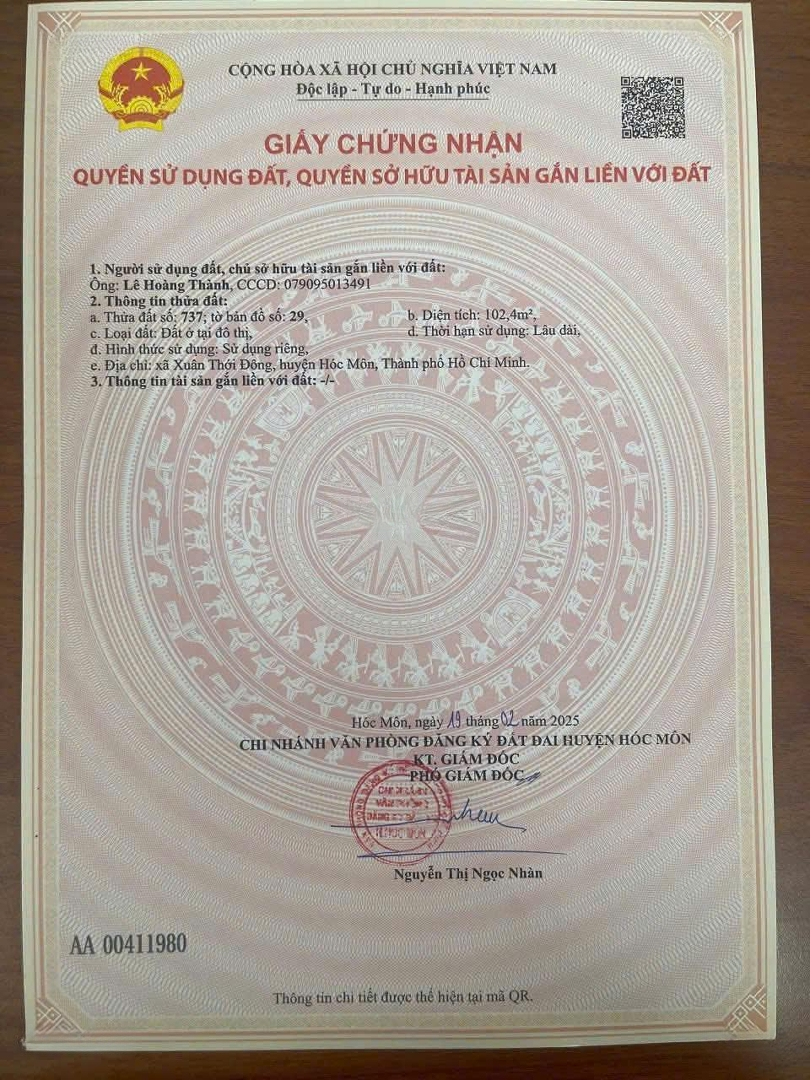 CỘNG HÒA XÃ HỘI CHỦ NGHĨA VIỆT NAM
Độc lập - Tự do - Hạnh phúc
GIẤY CHỨNG NHẬN
QUYỀN SỬ DỤNG ĐẤT, QUYỀN SỞ HỮU TÀI SẢN GẮN LIỀN VỚI ĐẤT
1. Người sử dụng đất, chủ sở hữu tài sản gắn liền với đất:
Ông: Lê Hoàng Thành, CCCD: 079095013491
2. Thông tin thửa đất:
a. Thửa đất số: 737; tờ bản đồ số: 29, b. Diện tích: 102,4m²,
c. Loại đất: Đất ở tại đô thị, d. Thời hạn sử dụng: Lâu dài,
đ. Hình thức sử dụng: Sử dụng riêng,
e. Địa chỉ: xã Xuân Thới Đông, huyện Hóc Môn, Thành phố Hồ Chí Minh.
3. Thông tin tài sản gắn liền với đất: -/-
Hóc Môn, ngày 19 tháng 02 năm 2025
CHI NHÁNH VĂN PHÒNG ĐĂNG KÝ ĐẤT ĐAI HUYỆN HÓC MÔN
KT. GIÁM ĐỐC
PHÓ GIÁM ĐỐC
CHI NHÁNH
VĂN PHÒNG
H.HÓC MÔN
Nguyễn Thị Ngọc Nhàn
AA 00411980
Thông tin chi tiết được thể hiện tại mã QR.